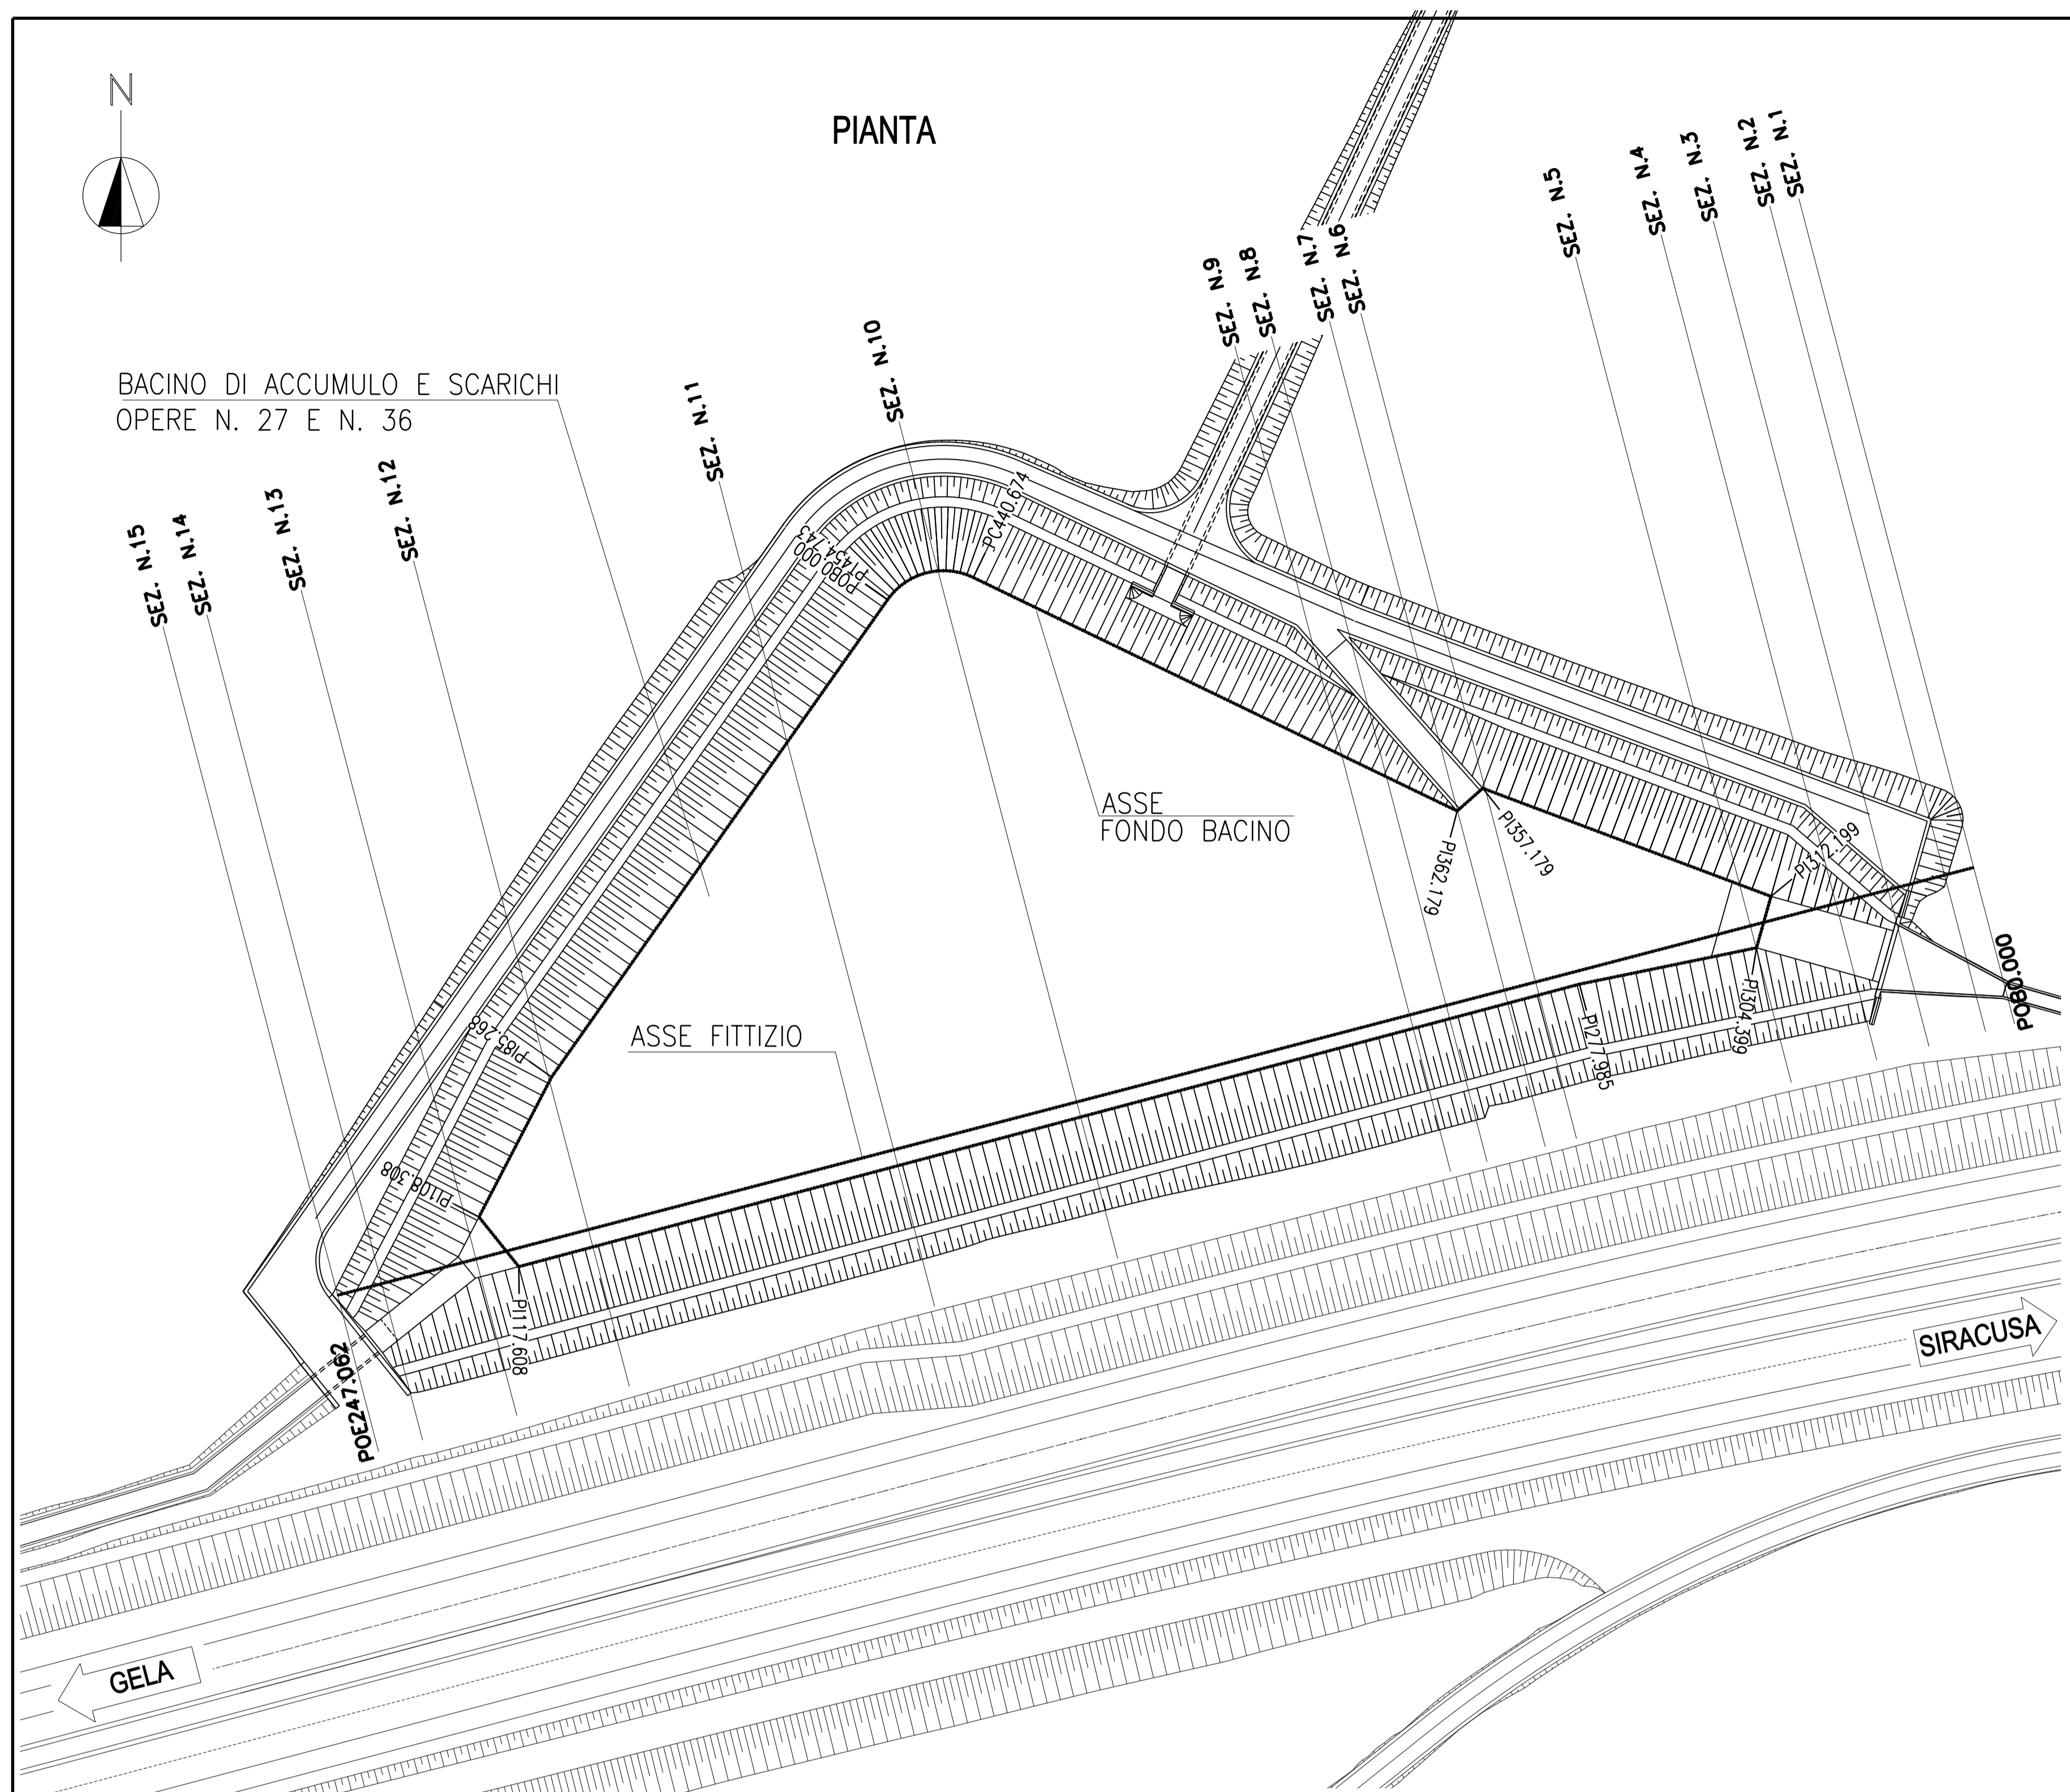 N
PIANTA
SEZ. N.1
SEZ. N.2
SEZ. N.3
SEZ. N.4
SEZ. N.5
SEZ. N.6
SEZ. N.7
SEZ. N.8
SEZ. N.9
SEZ. N.10
SEZ. N.11
SEZ. N.12
SEZ. N.13
SEZ. N.14
SEZ. N.15
BACINO DI ACCUMULO E SCARICHI
OPERE N. 27 E N. 36
PC440.674
PT454.743
POB0.000
ASSE
FONDO BACINO
PI357.179
PI362.179
PI312.199
POB0.000
PI304.399
PI277.985
ASSE FITTIZIO
PI85.268
PI108.308
PI117.608
POE247.062
SIRACUSA
GELA